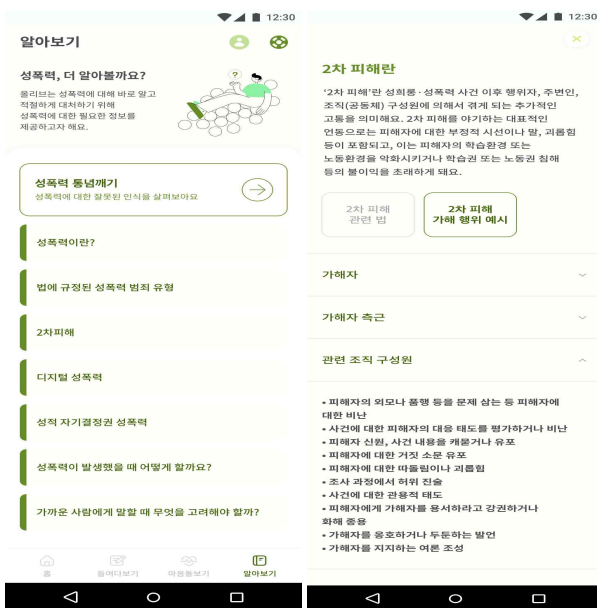 12:30
알아보기
성폭력, 더 알아볼까요?
올리브는 성폭력에 대해 바로 알고
적절하게 대처하기 위해
성폭력에 대한 필요한 정보를
제공하고자 해요.
?
성폭력 통념깨기
성폭력에 대한 잘못된 인식을 살펴보아요
성폭력이란?
법에 규정된 성폭력 범죄 유형
2차피해
디지털 성폭력
성적 자기결정권 성폭력
성폭력이 발생했을 때 어떻게 할까요?
가까운 사람에게 말할 때 무엇을 고려해야 할까?
홈
들여다보기
마음돌보기
알아보기
12:30
2차 피해란
‘2차 피해’란 성희롱·성폭력 사건 이후 행위자, 주변인,
조직(공동체) 구성원에 의해서 겪게 되는 추가적인
고통을 의미해요. 2차 피해를 야기하는 대표적인
언동으로는 피해자에 대한 부정적 시선이나 말, 괴롭힘
등이 포함되고, 이는 피해자의 학습환경 또는
노동환경을 악화시키거나 학습권 또는 노동권 침해
등의 불이익을 초래하게 돼요.
2차 피해
관련 법
2차 피해
가해 행위 예시
가해자
가해자 측근
관련 조직 구성원
• 피해자의 외모나 품행 등을 문제 삼는 등 피해자에
대한 비난
• 사건에 대한 피해자의 대응 태도를 평가하거나 비난
• 피해자 신원, 사건 내용을 캐묻거나 유포
• 피해자에 대한 거짓 소문 유포
• 피해자에 대한 따돌림이나 괴롭힘
• 조사 과정에서 허위 진술
• 사건에 대한 관용적 태도
• 피해자에게 가해자를 용서하라고 강권하거나
화해 종용
• 가해자를 옹호하거나 두둔하는 발언
• 가해자를 지지하는 여론 조성